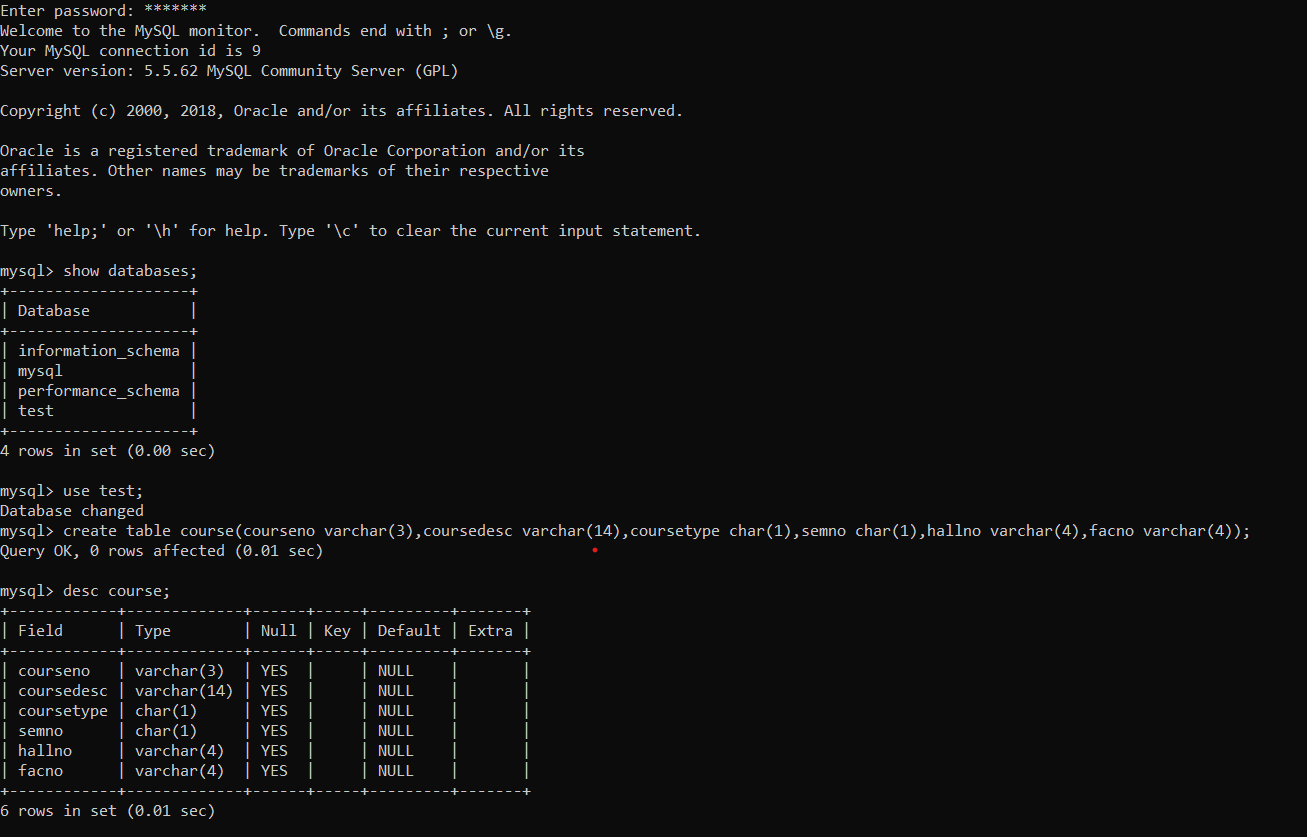 Enter password: *******
Welcome to the MySQL monitor.  Commands end with ; or \g.
Your MySQL connection id is 9
Server version: 5.5.62 MySQL Community Server (GPL)

Copyright (c) 2000, 2018, Oracle and/or its affiliates. All rights reserved.

Oracle is a registered trademark of Oracle Corporation and/or its
affiliates. Other names may be trademarks of their respective
owners.

Type 'help;' or '\h' for help. Type '\c' to clear the current input statement.

mysql> show databases;
+--------------------+
| Database           |
+--------------------+
| information_schema |
| mysql              |
| performance_schema |
| test               |
+--------------------+
4 rows in set (0.00 sec)

mysql> use test;
Database changed
mysql> create table course(courseno varchar(3),coursedesc varchar(14),coursetype char(1),semno char(1),hallno varchar(4),facno varchar(4));
Query OK, 0 rows affected (0.01 sec)

mysql> desc course;
+------------+-------------+------+-----+---------+-------+
| Field      | Type        | Null | Key | Default | Extra |
+------------+-------------+------+-----+---------+-------+
| courseno   | varchar(3)  | YES  |     | NULL    |       |
| coursedesc | varchar(14) | YES  |     | NULL    |       |
| coursetype | char(1)     | YES  |     | NULL    |       |
| semno      | char(1)     | YES  |     | NULL    |       |
| hallno     | varchar(4)  | YES  |     | NULL    |       |
| facno      | varchar(4)  | YES  |     | NULL    |       |
+------------+-------------+------+-----+---------+-------+
6 rows in set (0.01 sec)